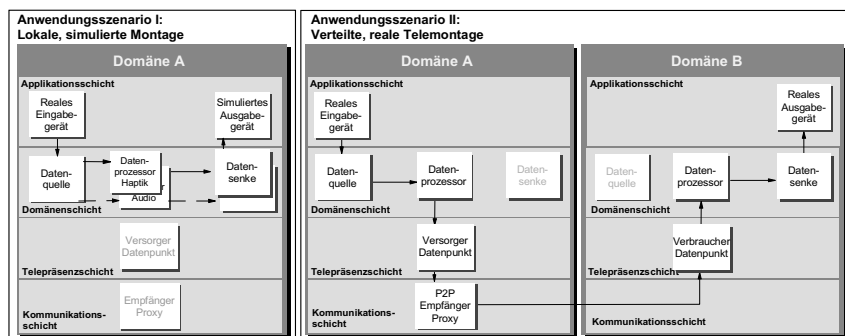 Anwendungsszenario I:
Lokale, simulierte Montage
Domäne A
Applikationsschicht
Reales
Eingabe-
gerät
Simuliertes
Ausgabe-
gerät
Daten-
quelle
Daten-
prozessor
Haptik
Audio
Daten-
senke
Domänenschicht
Versorger
Datenpunkt
Telepräsenzschicht
Empfänger
Proxy
Kommunikations-
schicht
Anwendungsszenario II:
Verteilte, reale Telemontage
Domäne A
Applikationsschicht
Reales
Eingabe-
gerät
Daten-
quelle
Daten-
prozessor
Daten-
senke
Domänenschicht
Versorger
Datenpunkt
Telepräsenzschicht
P2P
Empfänger
Proxy
Kommunikations-
schicht
Domäne B
Applikationsschicht
Reales
Ausgabe-
gerät
Daten-
quelle
Daten-
prozessor
Daten-
senke
Domänenschicht
Verbraucher
Datenpunkt
Telepräsenzschicht
Kommunikationsschicht